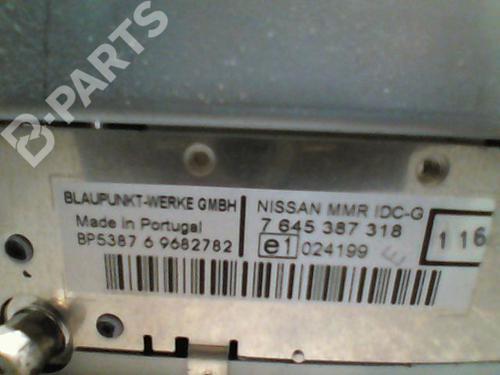 B-PARTS
BLAUPUNKT-WERKE GMBH
Made in Portugal
BP5387 6 9682782
NISSAN MMR IDC-G
7 645 387 318
e1 024199
E
116